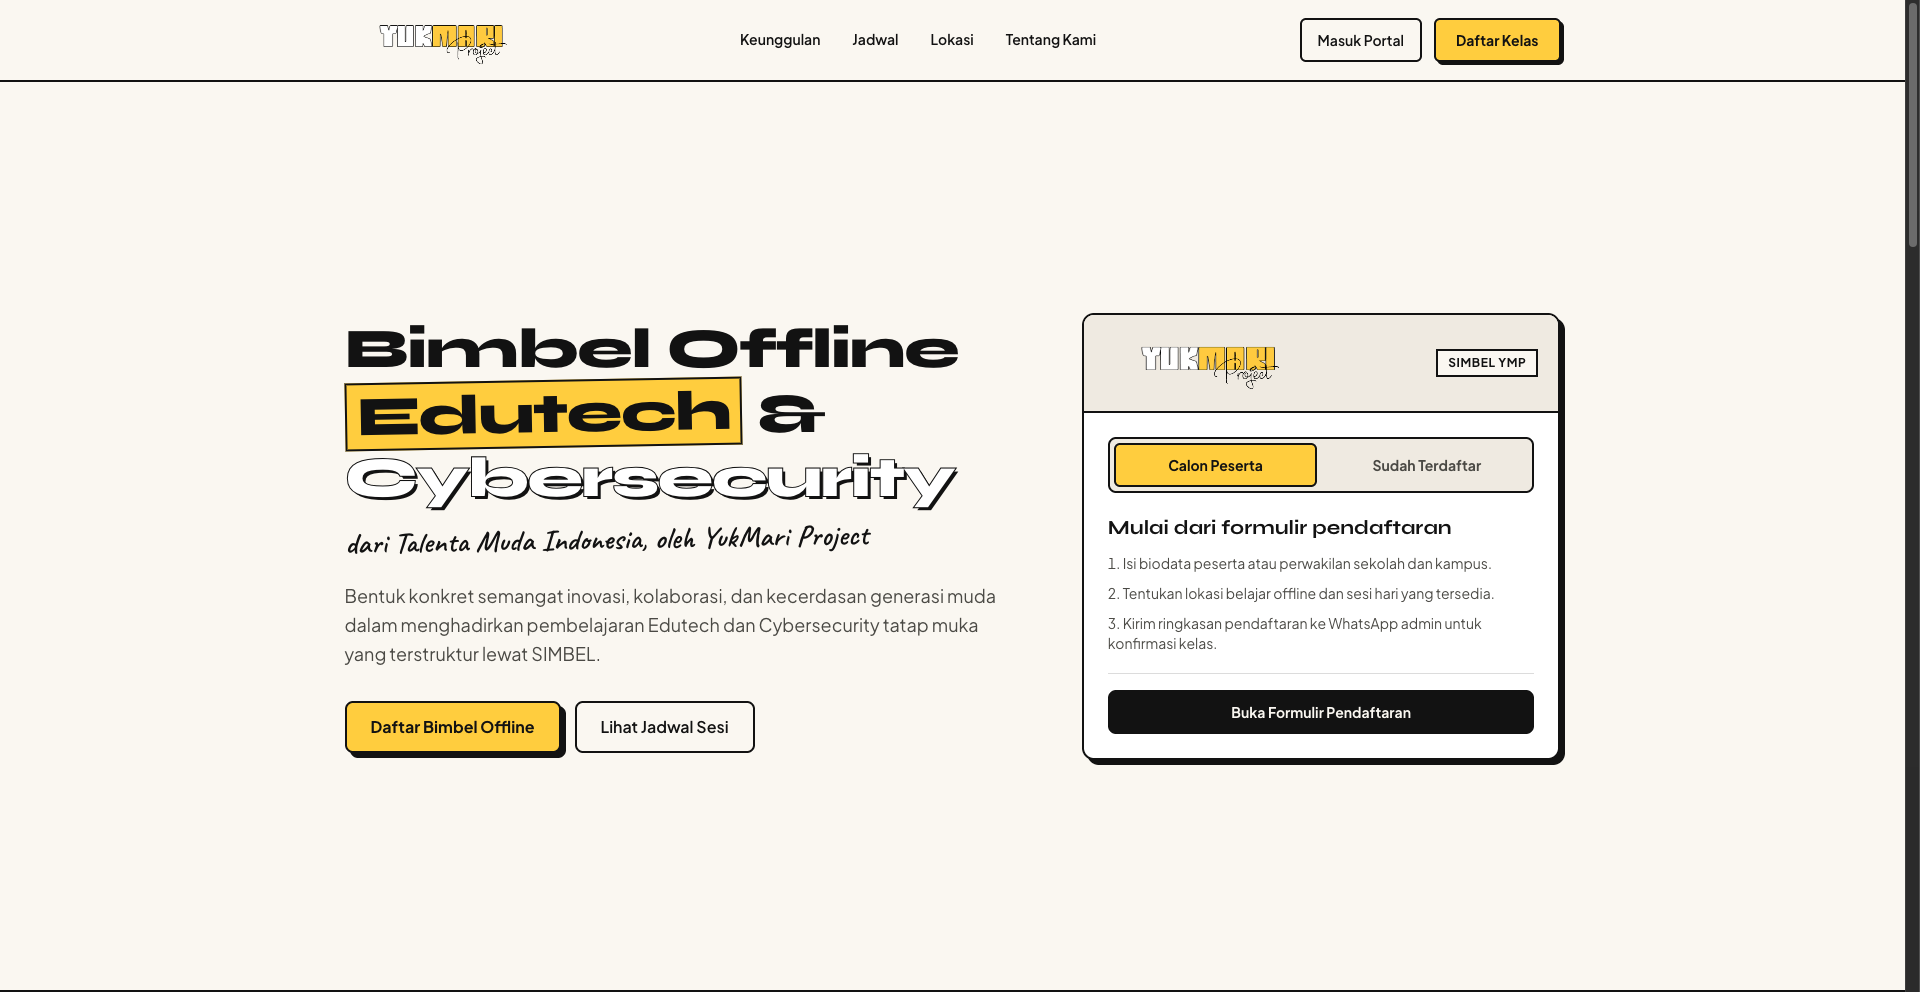 YUKMARI
Project
Keunggulan
Jadwal
Lokasi
Tentang Kami
Masuk Portal
Daftar Kelas
Bimbel Offline
Edutech &
Cybersecurity
dari Talenta Muda Indonesia, oleh YukMari Project
Bentuk konkret semangat inovasi, kolaborasi, dan kecerdasan generasi muda
dalam menghadirkan pembelajaran Edutech dan Cybersecurity tatap muka
yang terstruktur lewat SIMBEL.
Daftar Bimbel Offline
Lihat Jadwal Sesi
YUKMARI
Project
SIMBEL YMP
Calon Peserta
Sudah Terdaftar
Mulai dari formulir pendaftaran
1. Isi biodata peserta atau perwakilan sekolah dan kampus.
2. Tentukan lokasi belajar offline dan sesi hari yang tersedia.
3. Kirim ringkasan pendaftaran ke WhatsApp admin untuk
konfirmasi kelas.
Buka Formulir Pendaftaran